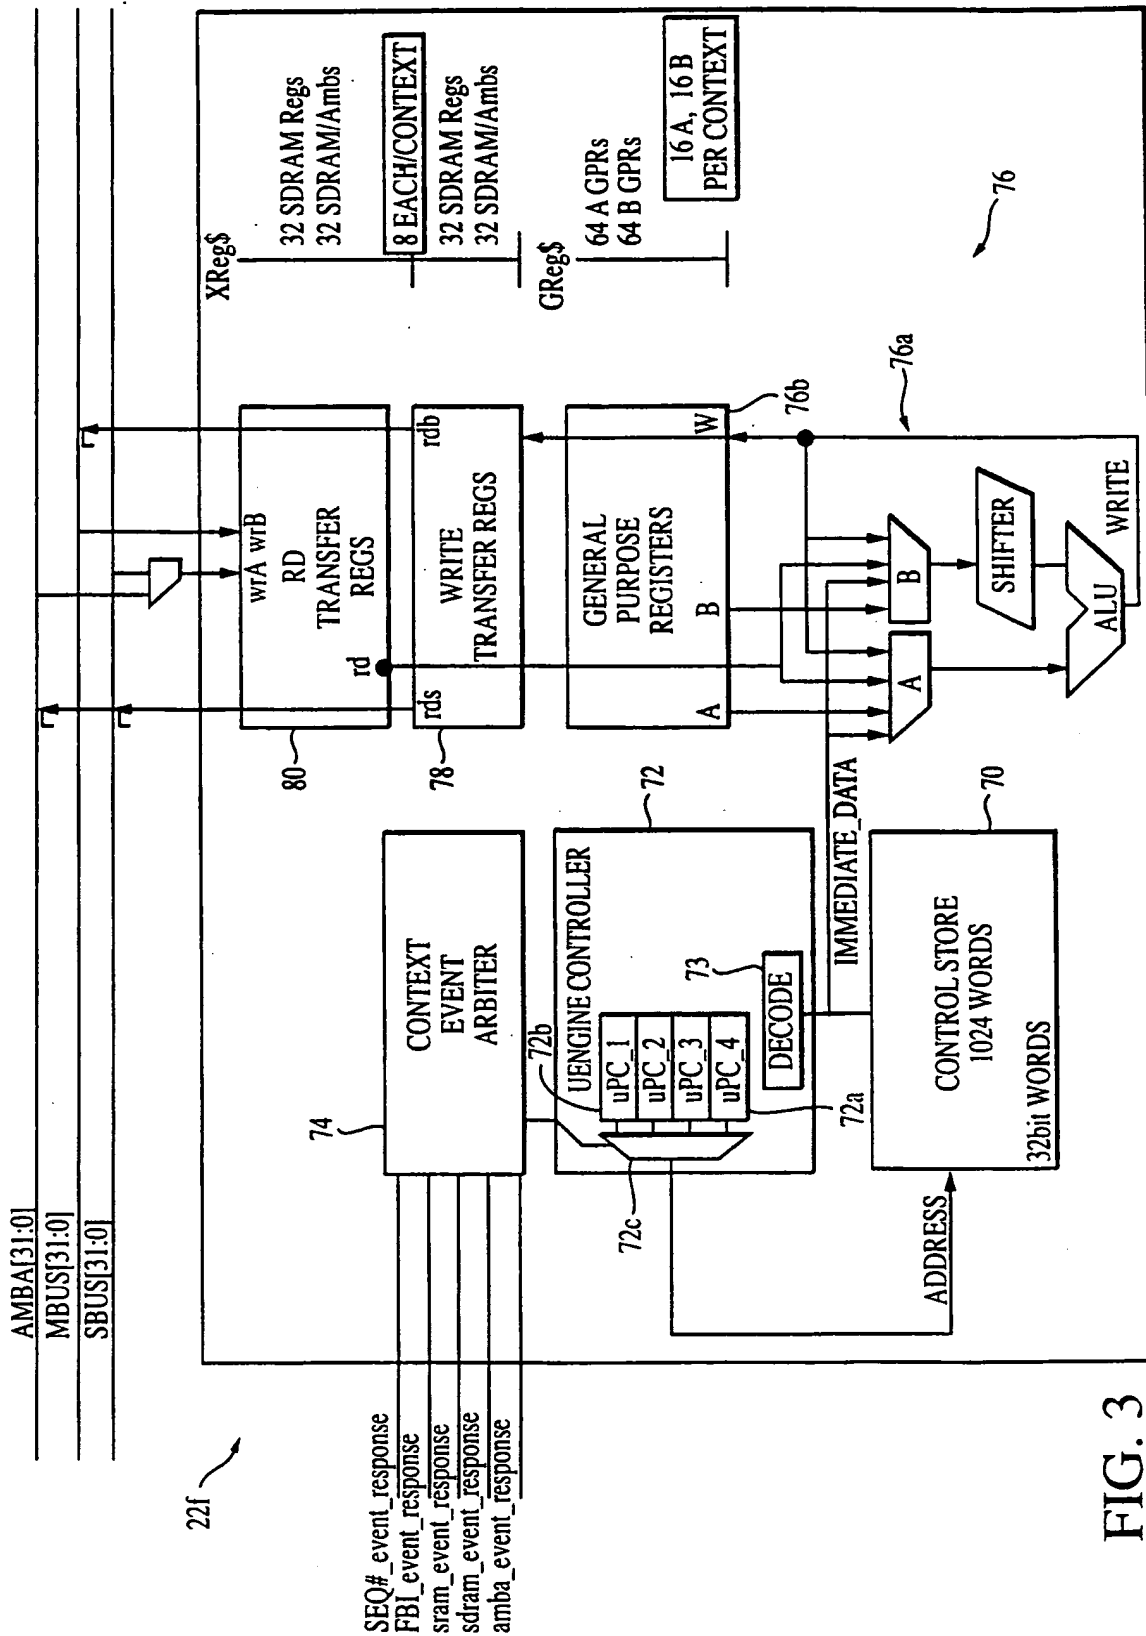 AMBA[31:0]
MBUS[31:0]
SBUS[31:0]
22f
SEQ#_event_response
FBI_event_response
sram_event_response
sdram_event_response
amba_event_response
74
CONTEXT
EVENT
ARBITER
80
wrA wrB
RD
TRANSFER
REGS
rd
78
rds
rdb
WRITE
TRANSFER REGS
XReg$
32 SDRAM Regs
32 SDRAM/Ambs
8 EACH/CONTEXT
32 SDRAM Regs
32 SDRAM/Ambs
72
UENGINE CONTROLLER
72b
uPC_1
uPC_2
uPC_3
uPC_4
72a
72c
73
DECODE
GENERAL
PURPOSE
REGISTERS
A
B
W
76b
GReg$
64 A GPRs
64 B GPRs
16 A, 16 B
PER CONTEXT
IMMEDIATE_DATA
A
B
76a
76
SHIFTER
ALU
WRITE
70
CONTROL STORE
1024 WORDS
32bit WORDS
ADDRESS
FIG. 3